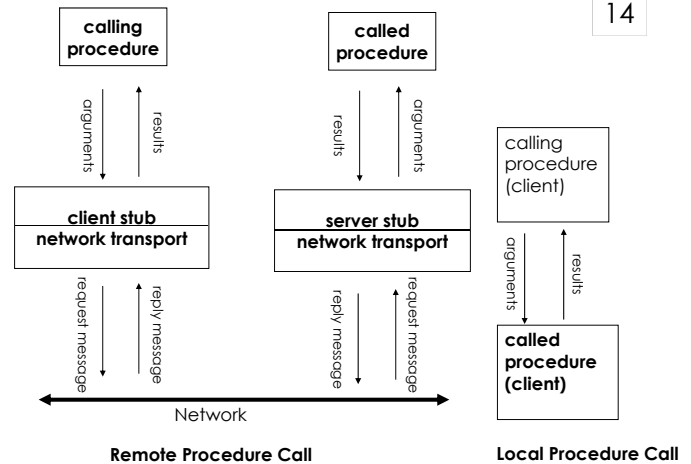 14
calling
procedure
called
procedure
arguments
results
results
arguments
calling
procedure
(client)
client stub
network transport
server stub
network transport
arguments
results
request message
reply message
reply message
request message
called
procedure
(client)
Network
Remote Procedure Call
Local Procedure Call